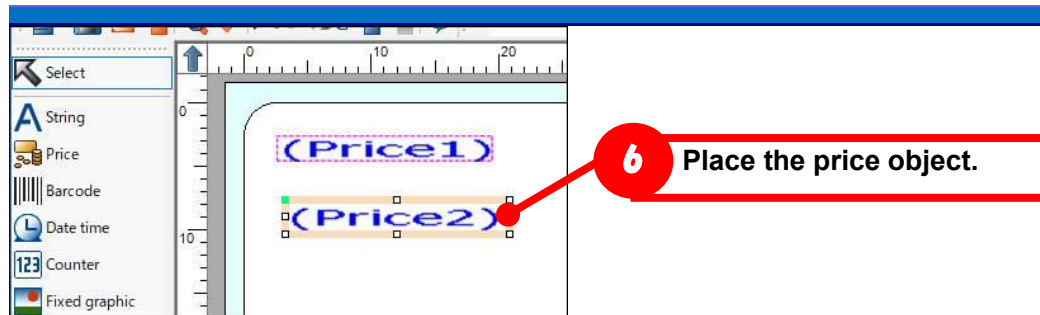 0 10 20
Select
String
Price
Barcode
Date time
Counter
Fixed graphic
0
10
(Price1)
(Price2)
6 Place the price object.
123